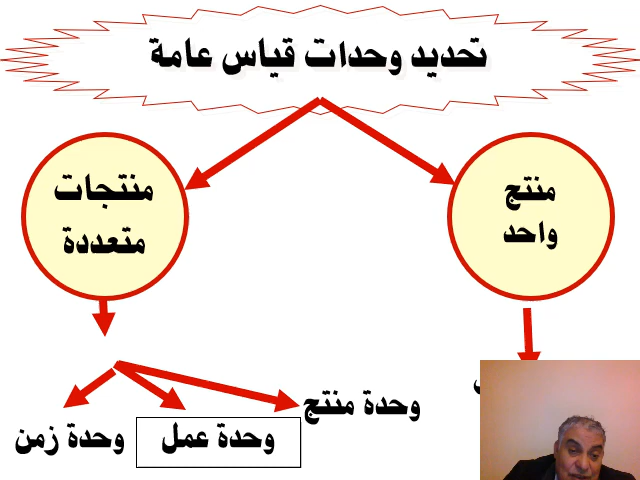 تحديد وحدات قياس عامة
منتج
واحد
منتجات
متعددة
وحدة منتج
وحدة عمل
وحدة زمن